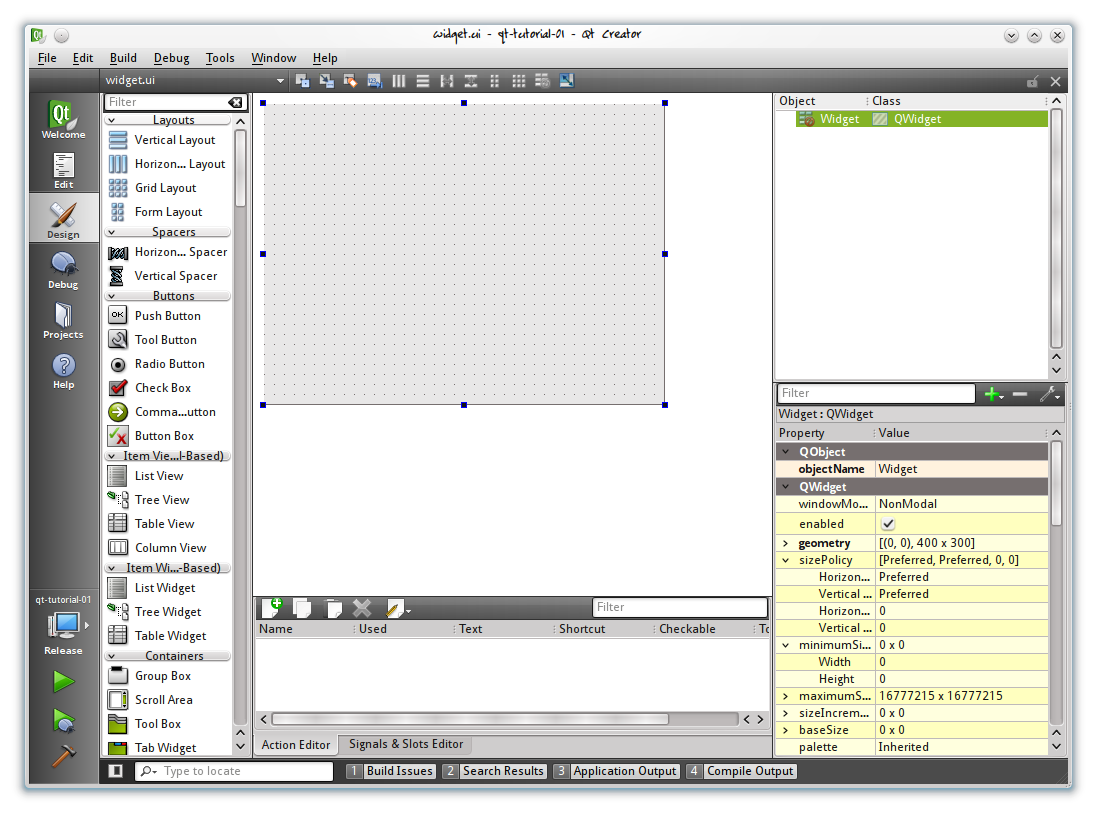 widget.ui - qt-tutorial-01 - Qt Creator
File Edit Build Debug Tools Window Help
widget.ui
Qt
Welcome
Edit
Design
Debug
Projects
Help
qt-tutorial-01
Release
Filter
Layouts
Vertical Layout
Horizon... Layout
Grid Layout
Form Layout
Spacers
Horizon... Spacer
Vertical Spacer
Buttons
OK Push Button
Tool Button
Radio Button
Check Box
Comma...utton
Button Box
Item Vie...l-Based)
List View
Tree View
Table View
Column View
Item Wi...-Based)
List Widget
Tree Widget
Table Widget
Containers
Group Box
Scroll Area
Tool Box
Tab Widget
Filter
Name Used Text Shortcut Checkable To
Action Editor Signals & Slots Editor
Object Class
Widget QWidget
Filter
Widget : QWidget
Property Value
QObject
objectName Widget
QWidget
windowMo... NonModal
enabled
geometry [(0, 0), 400 x 300]
sizePolicy [Preferred, Preferred, 0, 0]
Horizon... Preferred
Vertical ... Preferred
Horizon... 0
Vertical ... 0
minimumSi... 0 x 0
Width 0
Height 0
maximumS... 16777215 x 16777215
sizeIncrem... 0 x 0
baseSize 0 x 0
palette Inherited
Type to locate
1 Build Issues 2 Search Results 3 Application Output 4 Compile Output